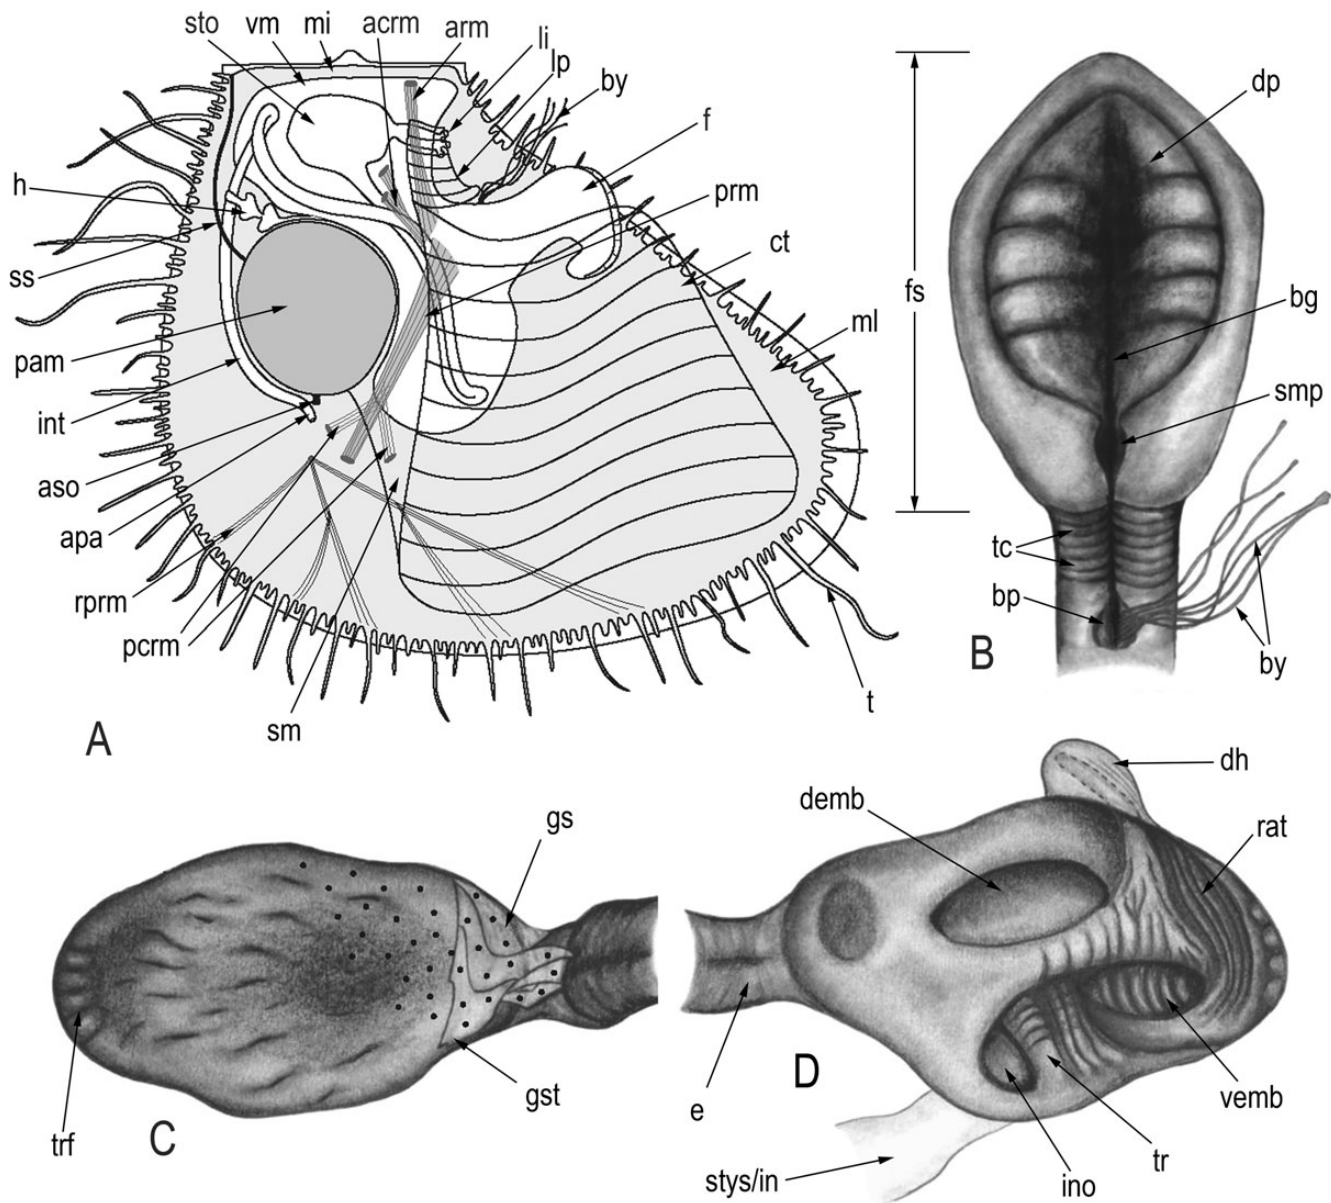 sto vm mi acrm arm li lp by f prm ct ml
h
ss
pam
int
aso
apa
rprm
pcrm
sm
t
A
fs
dp
bg
smp
tc
bp
by
B
gs
gst
trf
C
demb
dh
rat
e
stys/in
ino
tr
vemb
D